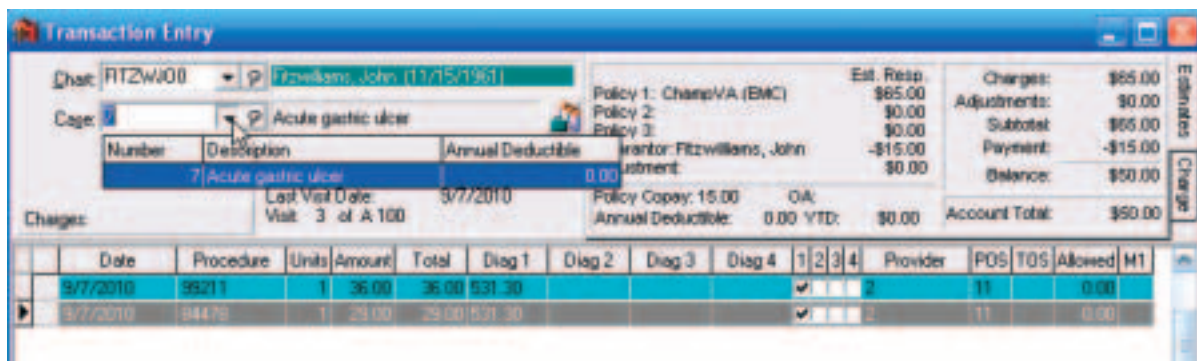 Transaction Entry
Chart: FITZWJO0 Fitzwilliams, John (11/15/1961)
Case: 7 Acute gastric ulcer
Number Description Annual Deductible
7 Acute gastric ulcer 0.00
Last Visit Date: 9/7/2010
Visit: 3 of A 100
Charges:
Est. Resp.
Policy 1: ChampVA (EMC) $65.00
Policy 2: $0.00
Policy 3: $0.00
arantor: Fitzwilliams, John -$15.00
ustment: $0.00
Policy Copay: 15.00 OA:
Annual Deductible: 0.00 YTD: $0.00
Charges: $65.00
Adjustments: $0.00
Subtotal: $65.00
Payment: -$15.00
Balance: $50.00
Account Total: $50.00
Estimates
Charge
Date Procedure Units Amount Total Diag 1 Diag 2 Diag 3 Diag 4 1 2 3 4 Provider POS TOS Allowed M1
9/7/2010 99211 1 36.00 36.00 531.30 2 11 0.00
9/7/2010 84478 1 29.00 29.00 531.30 2 11 0.00